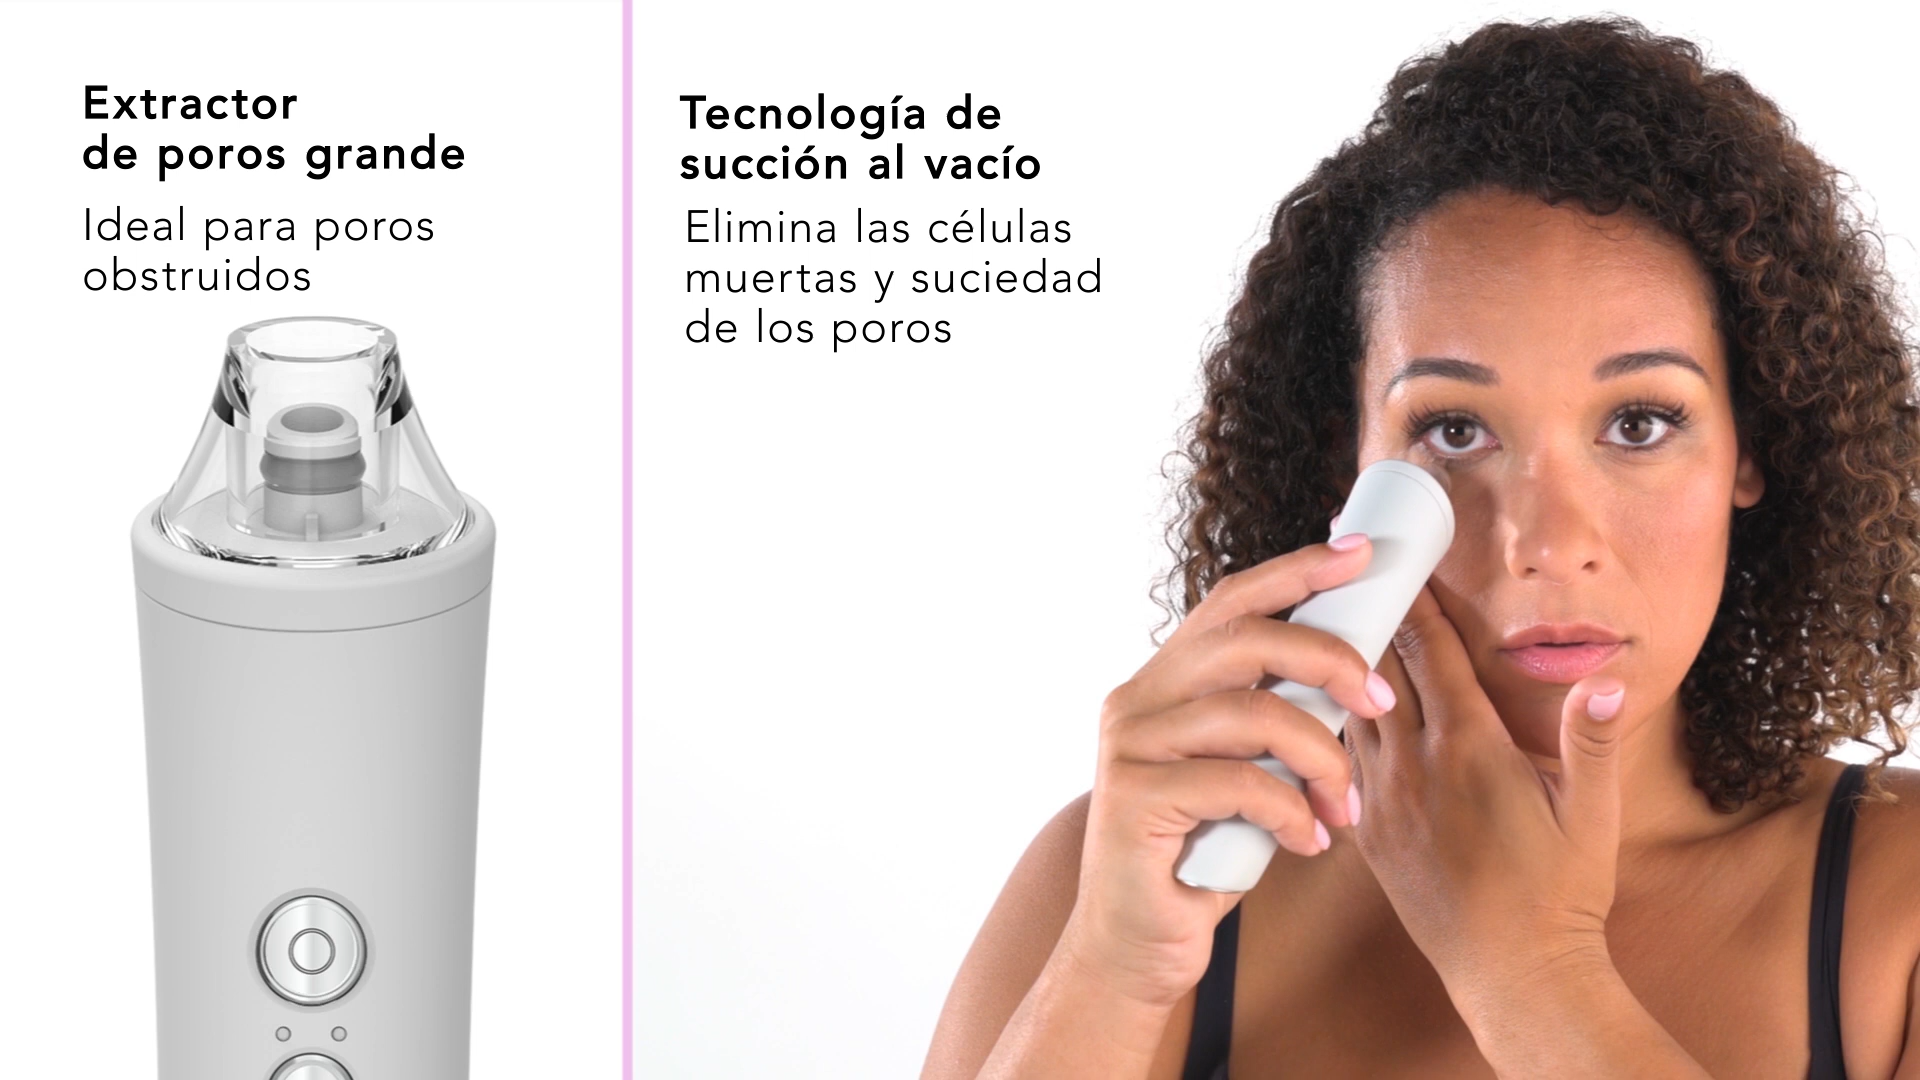 Extractor
de poros grande
Ideal para poros
obstruidos
Tecnología de
succión al vacío
Elimina las células
muertas y suciedad
de los poros